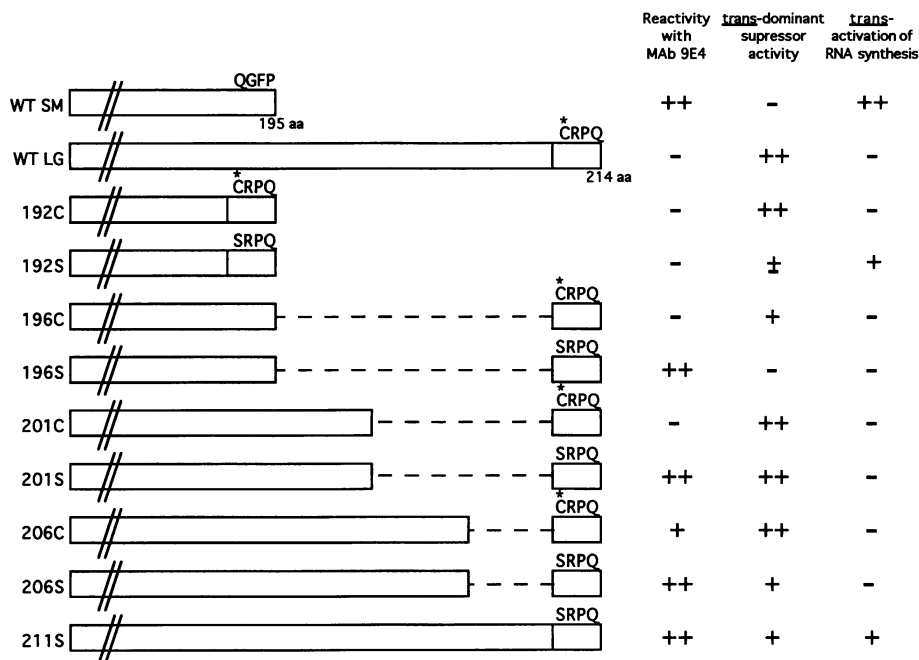 Reactivity with MAb 9E4
trans-dominant supressor activity
trans-activation of RNA synthesis
QGFP
WT SM ++ – ++
195 aa
* CRPQ
WT LG – ++ –
214 aa
* CRPQ
192C – ++ –
SRPQ
192S – ± +
* CRPQ
196C – + –
SRPQ
196S ++ – –
* CRPQ
201C – ++ –
SRPQ
201S ++ ++ –
* CRPQ
206C + ++ –
SRPQ
206S ++ + –
SRPQ
211S ++ + +